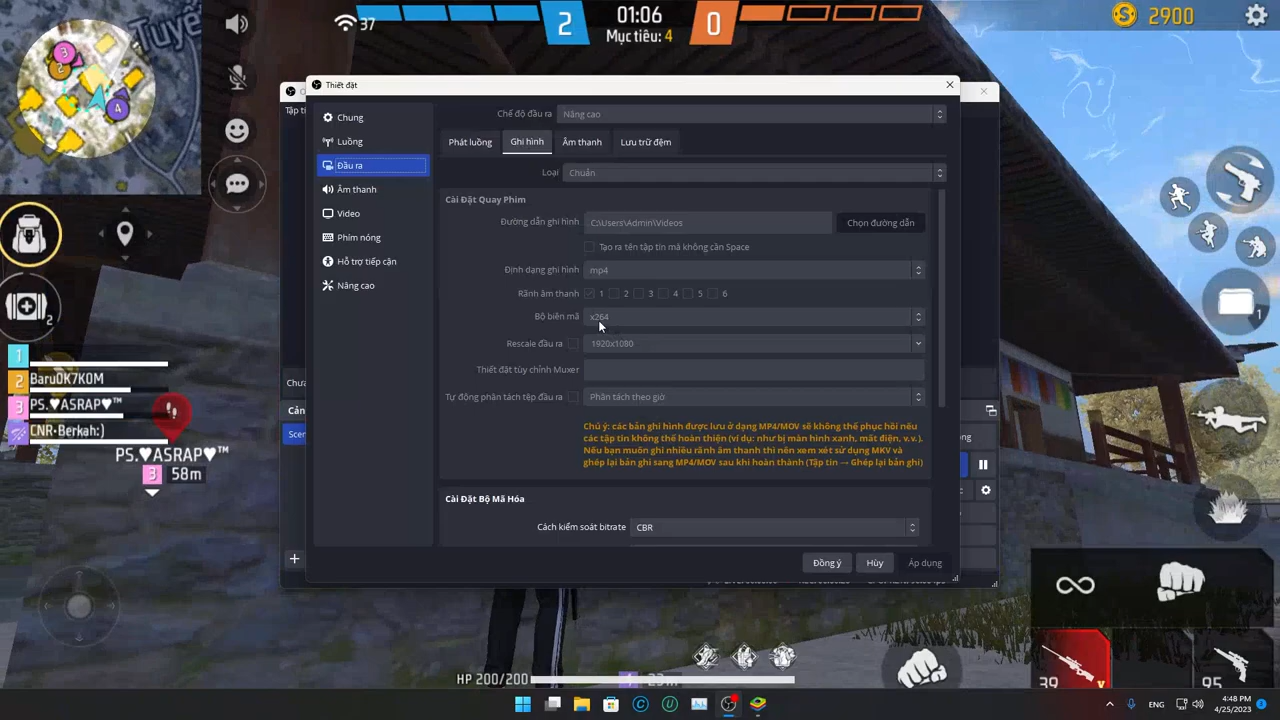 37
2
01:06
Mục tiêu: 4
0
2900
Thiết đặt
Tập ti
Chung
Luồng
Đầu ra
Âm thanh
Video
Phím nóng
Hỗ trợ tiếp cận
Nâng cao
Chế độ đầu ra
Nâng cao
Phát luồng
Ghi hình
Âm thanh
Lưu trữ đệm
Loại
Chuẩn
Cài Đặt Quay Phim
Đường dẫn ghi hình
C:\Users\Admin\Videos
Chọn đường dẫn
Tạo ra tên tập tin mà không cần Space
Định dạng ghi hình
mp4
Rãnh âm thanh
1 2 3 4 5 6
Bộ biên mã
x264
Rescale đầu ra
1920x1080
Thiết đặt tùy chỉnh Muxer
Tự động phân tách tệp đầu ra
Phân tách theo giờ
Chú ý: các bản ghi hình được lưu ở dạng MP4/MOV sẽ không thể phục hồi nếu
các tập tin không thể hoàn thiện (ví dụ: như bị màn hình xanh, mất điện, v.v.).
Nếu bạn muốn ghi nhiều rãnh âm thanh thì nên xem xét sử dụng MKV và
ghép lại bản ghi sang MP4/MOV sau khi hoàn thành (Tập tin → Ghép lại bản ghi)
Cài Đặt Bộ Mã Hóa
Cách kiểm soát bitrate
CBR
Đồng ý
Hủy
Áp dụng
Chưa
Cản
Scen
3
2
4
2
1
1
2
Baru0K7K0M
3
PS.♥ASRAP♥™
CNR·Berkah:)
PS.♥ASRAP♥™
3 58m
HP 200/200
39
95
ENG
4:48 PM
4/25/2023